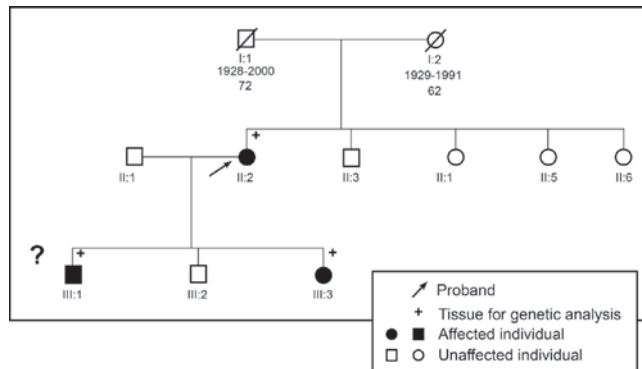 I:1
1928-2000
72
I:2
1929-1991
62
+
II:1
II:2
II:3
II:1
II:5
II:6
?
+
+
III:1
III:2
III:3
Proband
+ Tissue for genetic analysis
Affected individual
Unaffected individual